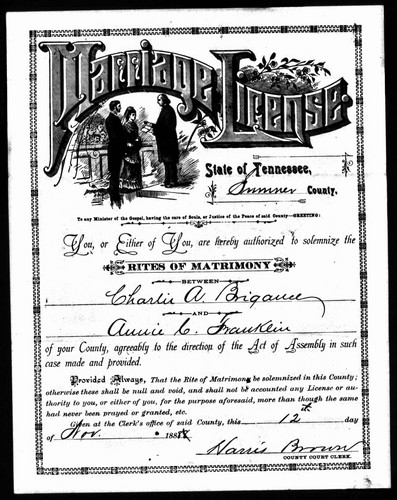 Marriage License.
State of Tennessee,
Sumner County.
To any Minister of the Gospel, having the care of Souls, or Justice of the Peace of said County—GREETING:
You, or Either of You, are hereby authorized to solemnize the
RITES OF MATRIMONY
BETWEEN
Charlie A. Brigance
AND
Annie C. Franklin
of your County, agreeably to the direction of the Act of Assembly in such
case made and provided.
Provided Always, That the Rite of Matrimony be solemnized in this County;
otherwise these shall be null and void, and shall not be accounted any License or au-
thority to you, or either of you, for the purpose aforesaid, more than though the same
had never been prayed or granted, etc.
Given at the Clerk's office of said County, this 12 day
of Nov. 188
Harris Brown
COUNTY COURT CLERK.